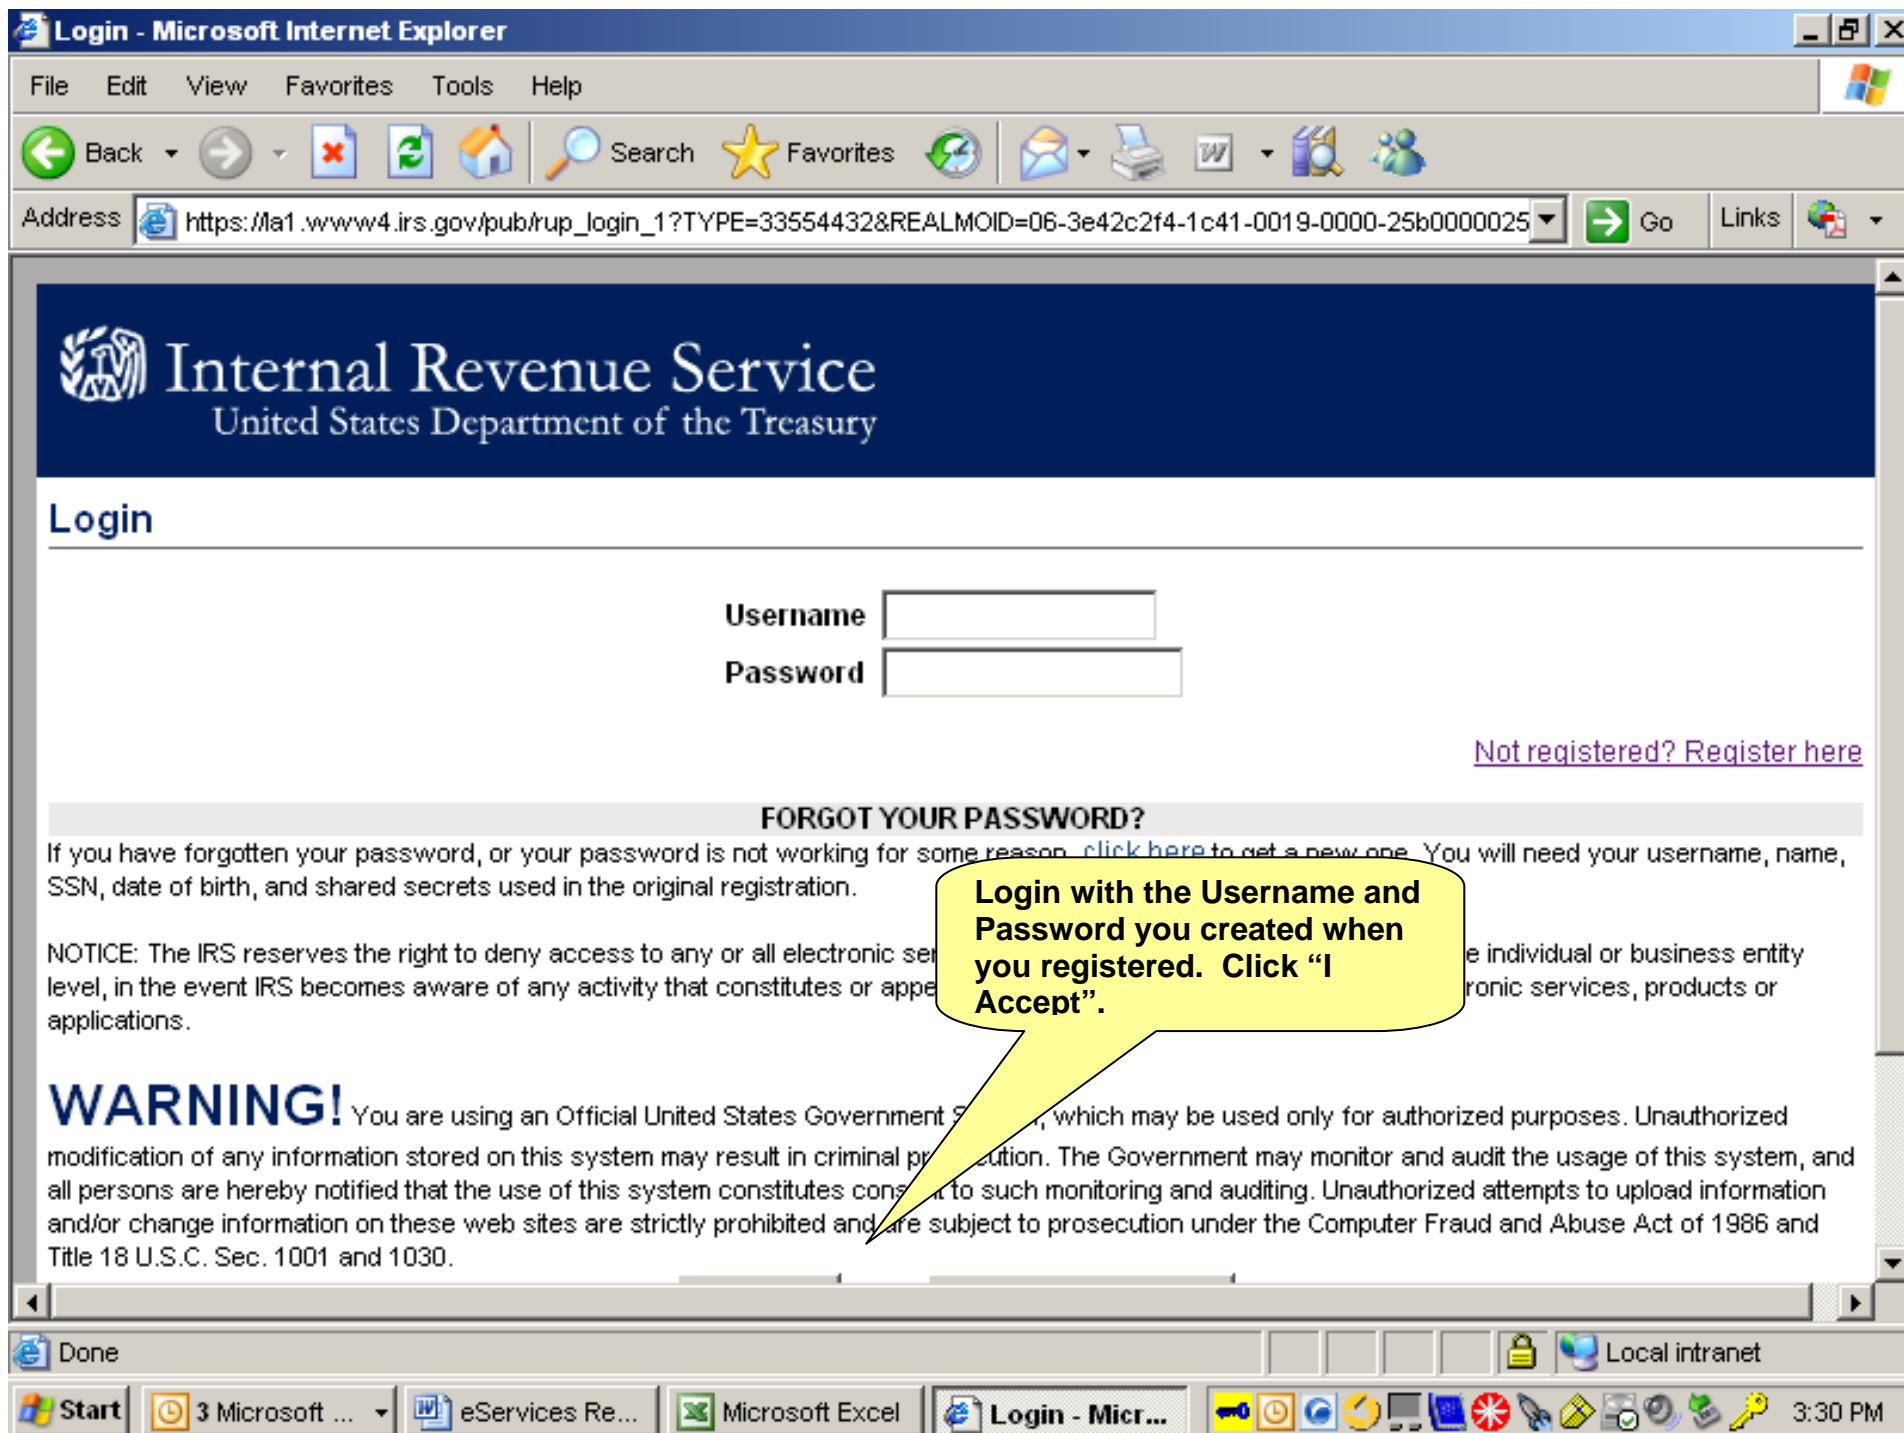 Login - Microsoft Internet Explorer
File Edit View Favorites Tools Help
Back Search Favorites
Address https://la1.www4.irs.gov/pub/rup_login_1?TYPE=33554432&REALMOID=06-3e42c2f4-1c41-0019-0000-25b0000025 Go Links
Internal Revenue Service
United States Department of the Treasury
Login
Username
Password
Not registered? Register here
FORGOT YOUR PASSWORD?
If you have forgotten your password, or your password is not working for some reason, click here to get a new one. You will need your username, name,
SSN, date of birth, and shared secrets used in the original registration.
Login with the Username and
Password you created when
you registered. Click “I
Accept”.
NOTICE: The IRS reserves the right to deny access to any or all electronic ser e individual or business entity
level, in the event IRS becomes aware of any activity that constitutes or appe ronic services, products or
applications.
WARNING! You are using an Official United States Government S , which may be used only for authorized purposes. Unauthorized
modification of any information stored on this system may result in criminal pr ution. The Government may monitor and audit the usage of this system, and
all persons are hereby notified that the use of this system constitutes cons t to such monitoring and auditing. Unauthorized attempts to upload information
and/or change information on these web sites are strictly prohibited and are subject to prosecution under the Computer Fraud and Abuse Act of 1986 and
Title 18 U.S.C. Sec. 1001 and 1030.
Done Local intranet
Start 3 Microsoft ... eServices Re... Microsoft Excel Login - Micr... 3:30 PM